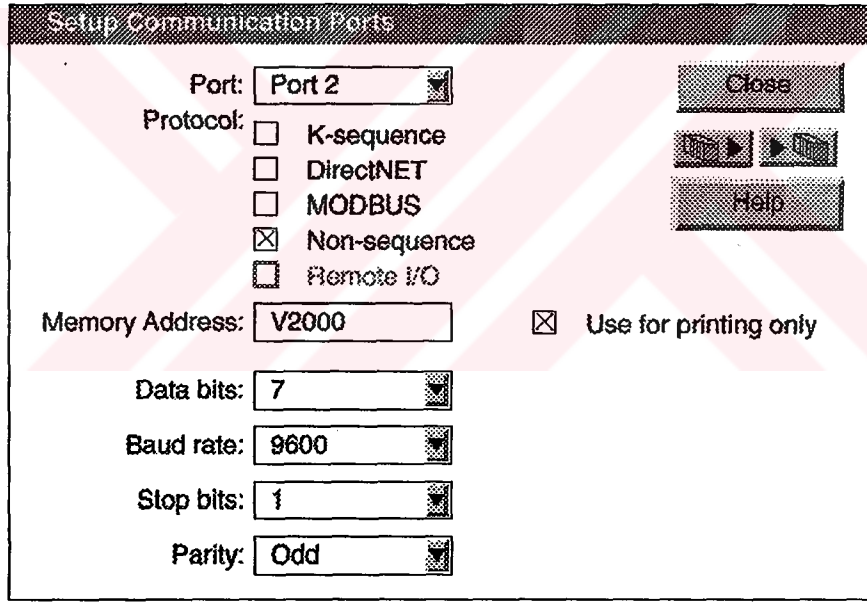 Setup Communication Ports
Port: Port 2
Close
Protocol:
K-sequence
DirectNET
MODBUS
Help
Non-sequence
Remote I/O
Memory Address: V2000
Use for printing only
Data bits: 7
Baud rate: 9600
Stop bits: 1
Parity: Odd